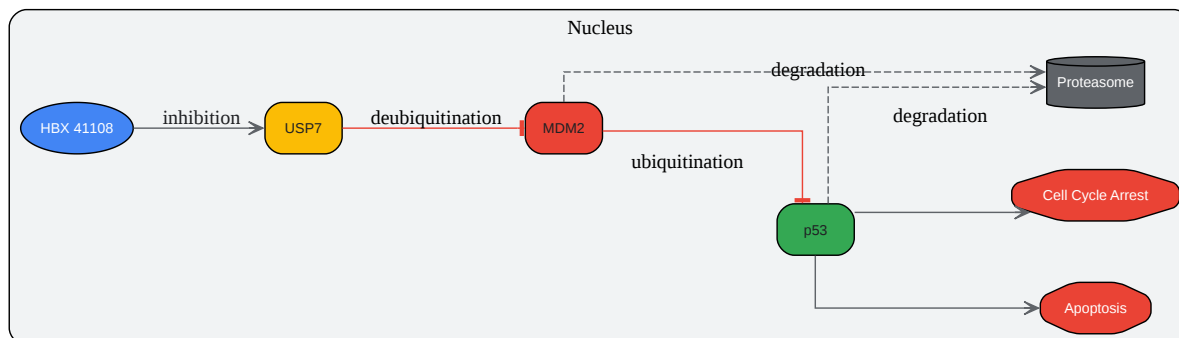 Nucleus
degradation
Proteasome
HBX 41108
inhibition
USP7
deubiquitination
MDM2
degradation
ubiquitination
Cell Cycle Arrest
p53
Apoptosis